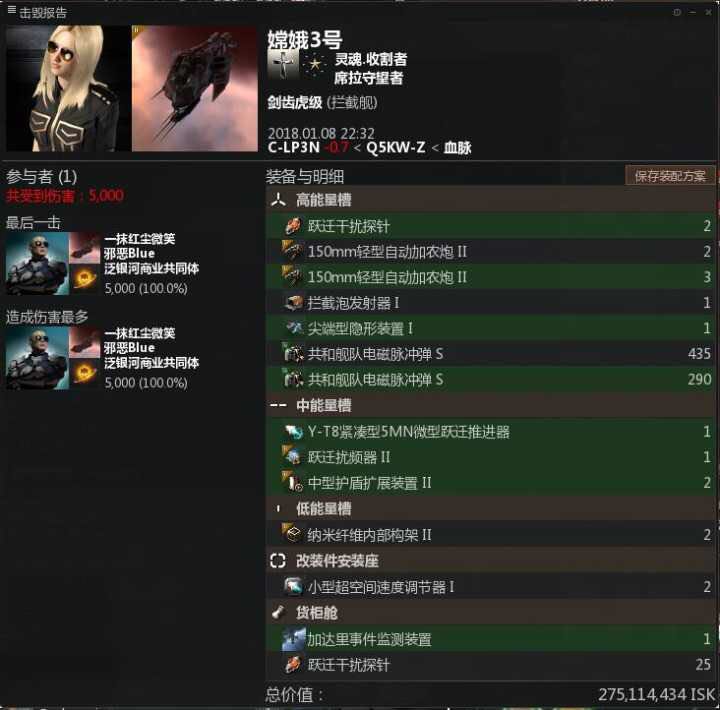 击毁报告
嫦娥3号
灵魂.收割者
席拉守望者
剑齿虎级 (拦截舰)
2018.01.08 22:32
C-LP3N -0.7 < Q5KW-Z < 血脉
参与者 (1)
共受到伤害：5,000
最后一击
一抹红尘微笑
邪恶Blue
泛银河商业共同体
5,000 (100.0%)
造成伤害最多
一抹红尘微笑
邪恶Blue
泛银河商业共同体
5,000 (100.0%)
装备与明细 保存装配方案
高能量槽
跃迁干扰探针 2
150mm轻型自动加农炮 II 2
150mm轻型自动加农炮 II 3
拦截泡发射器 I 1
尖端型隐形装置 I 1
共和舰队电磁脉冲弹 S 435
共和舰队电磁脉冲弹 S 290
中能量槽
Y-T8紧凑型5MN微型跃迁推进器 1
跃迁扰频器 II 1
中型护盾扩展装置 II 2
低能量槽
纳米纤维内部构架 II 2
改装件安装座
小型超空间速度调节器 I 2
货柜舱
加达里事件监测装置 1
跃迁干扰探针 25
总价值： 275,114,434 ISK